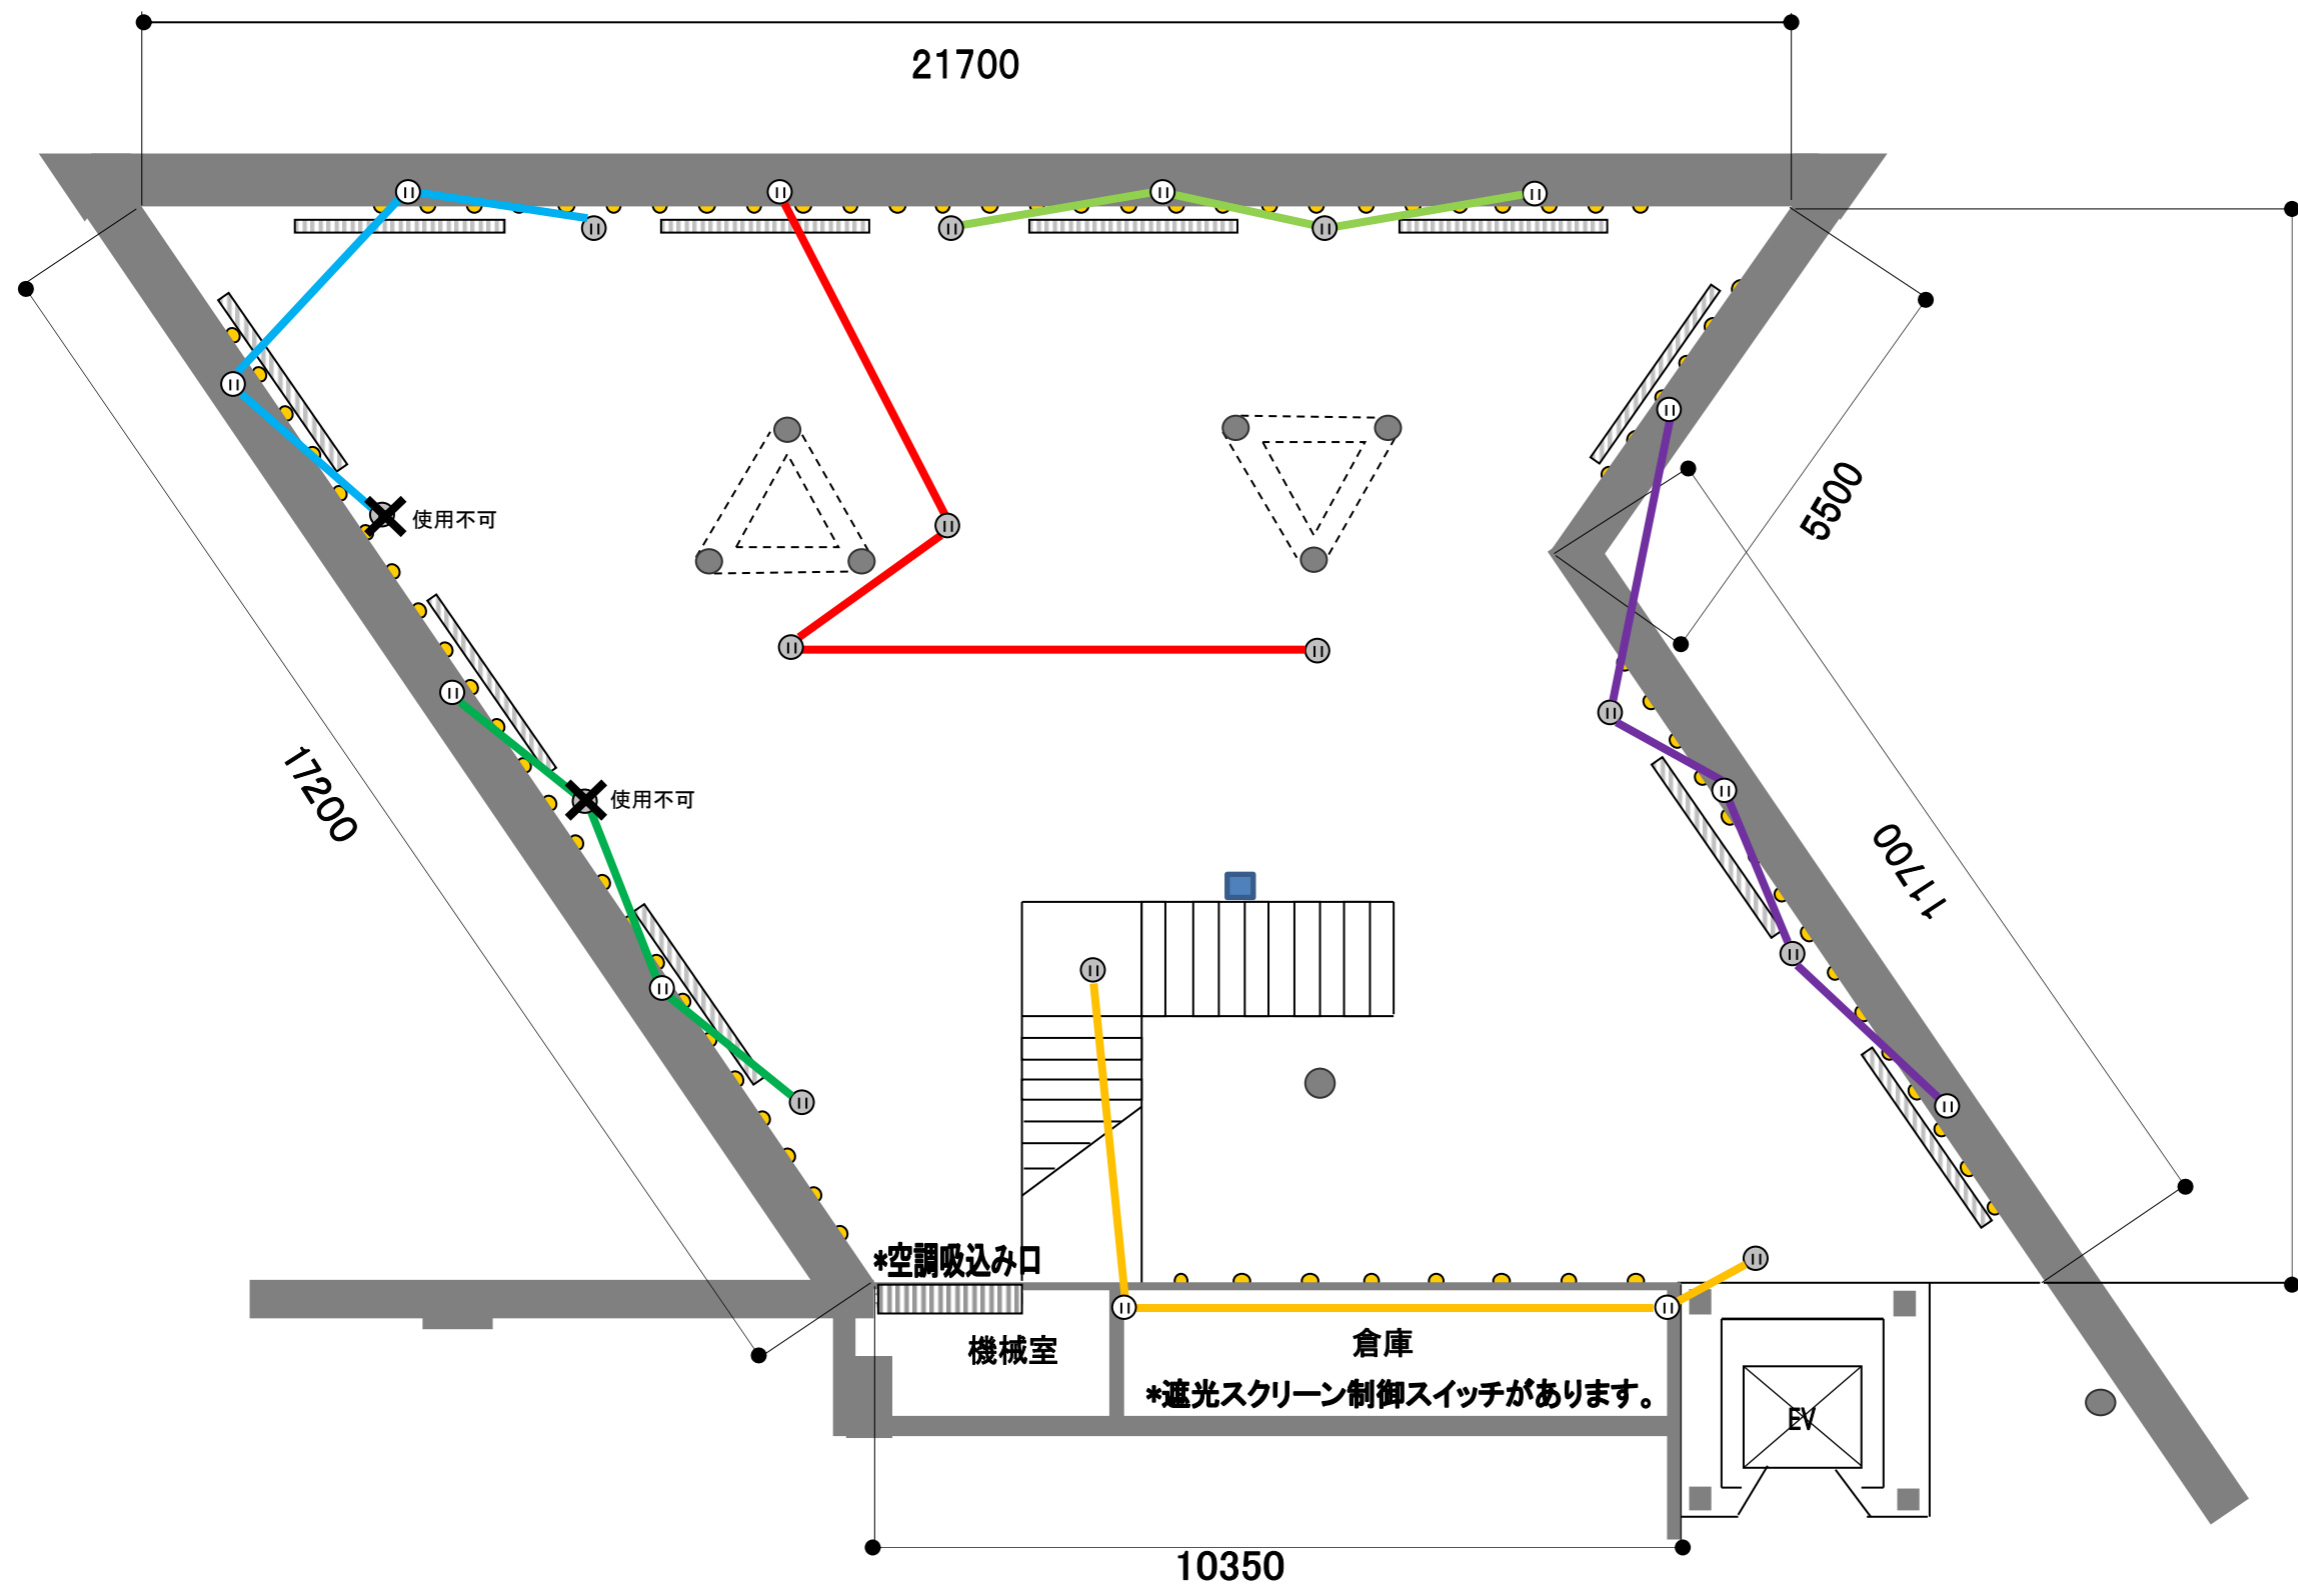 21700
5500
使用不可
使用不可
17200
11700
*空調吸込み口
機械室
倉庫
*遮光スクリーン制御スイッチがあります。
EV
10350